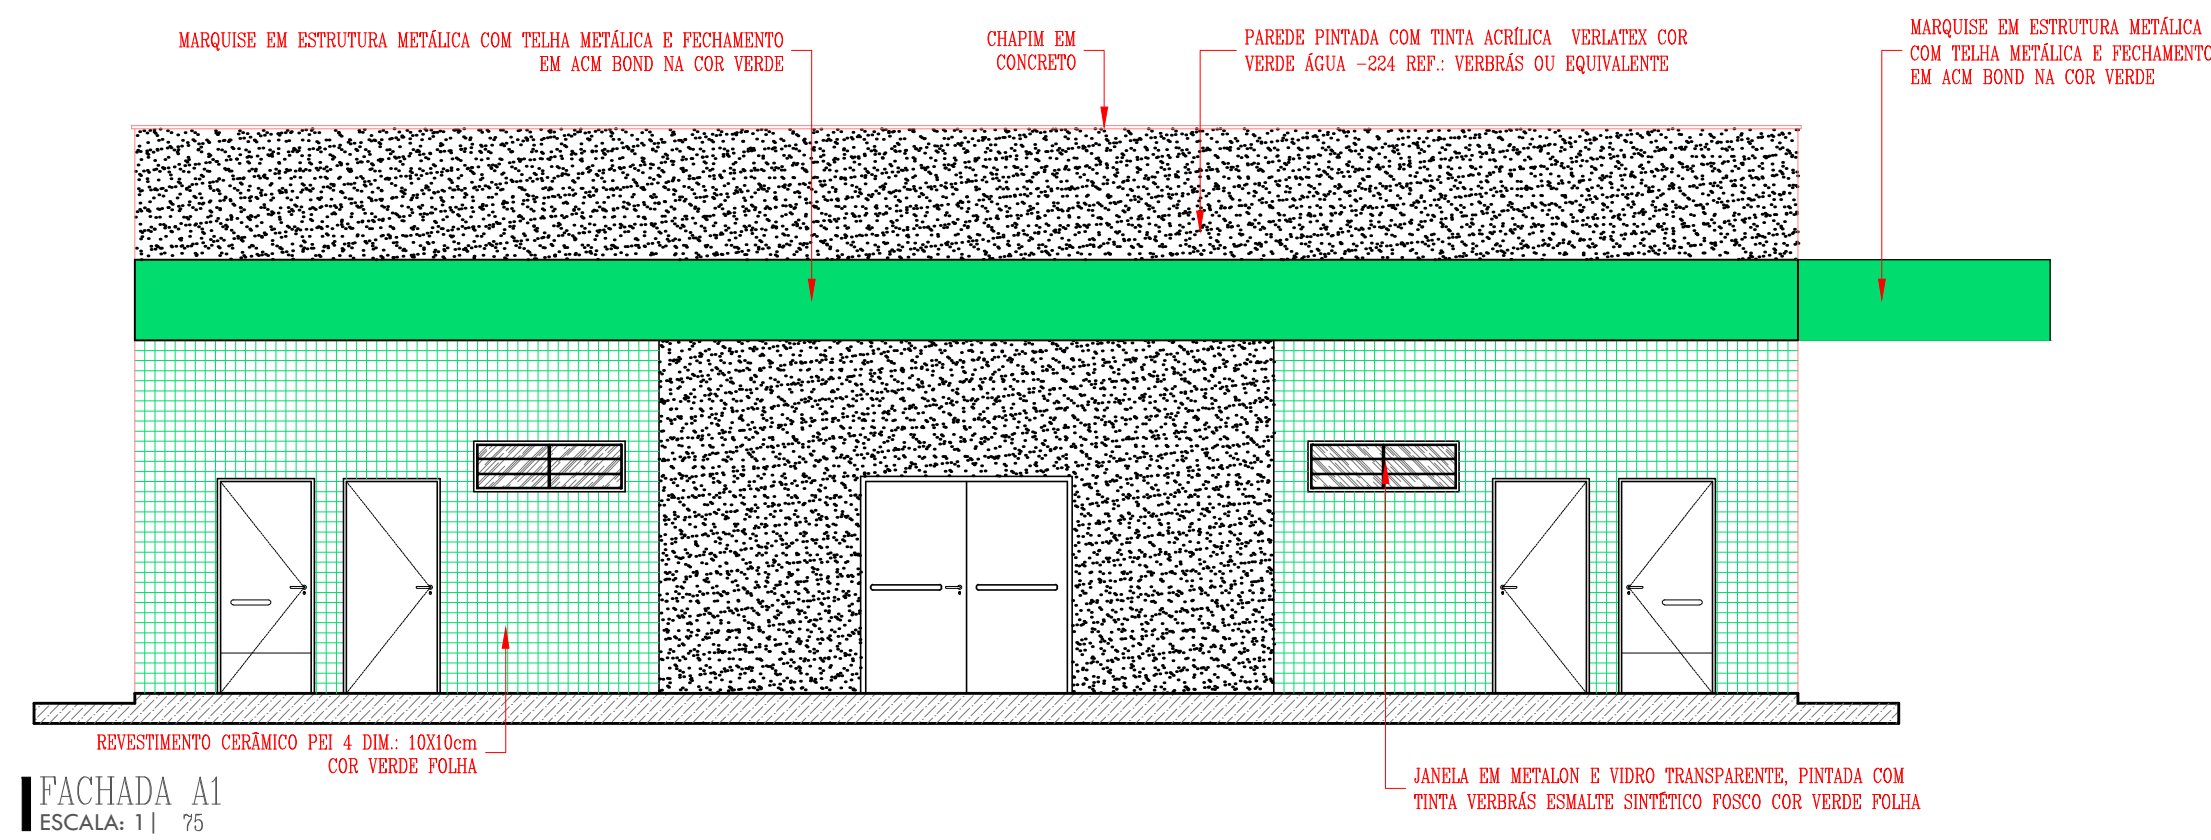 MARQUISE EM ESTRUTURA METÁLICA COM TELHA METÁLICA E FECHAMENTO
EM ACM BOND NA COR VERDE
CHAPIM EM
CONCRETO
PAREDE PINTADA COM TINTA ACRÍLICA VERLATEX COR
VERDE ÁGUA -224 REF.: VERBRÁS OU EQUIVALENTE
MARQUISE EM ESTRUTURA METÁLICA
COM TELHA METÁLICA E FECHAMENTO
EM ACM BOND NA COR VERDE
REVESTIMENTO CERÂMICO PEI 4 DIM.: 10X10cm
COR VERDE FOLHA
JANELA EM METALON E VIDRO TRANSPARENTE, PINTADA COM
TINTA VERBRÁS ESMALTE SINTÉTICO FOSCO COR VERDE FOLHA
FACHADA A1
ESCALA: 1| 75